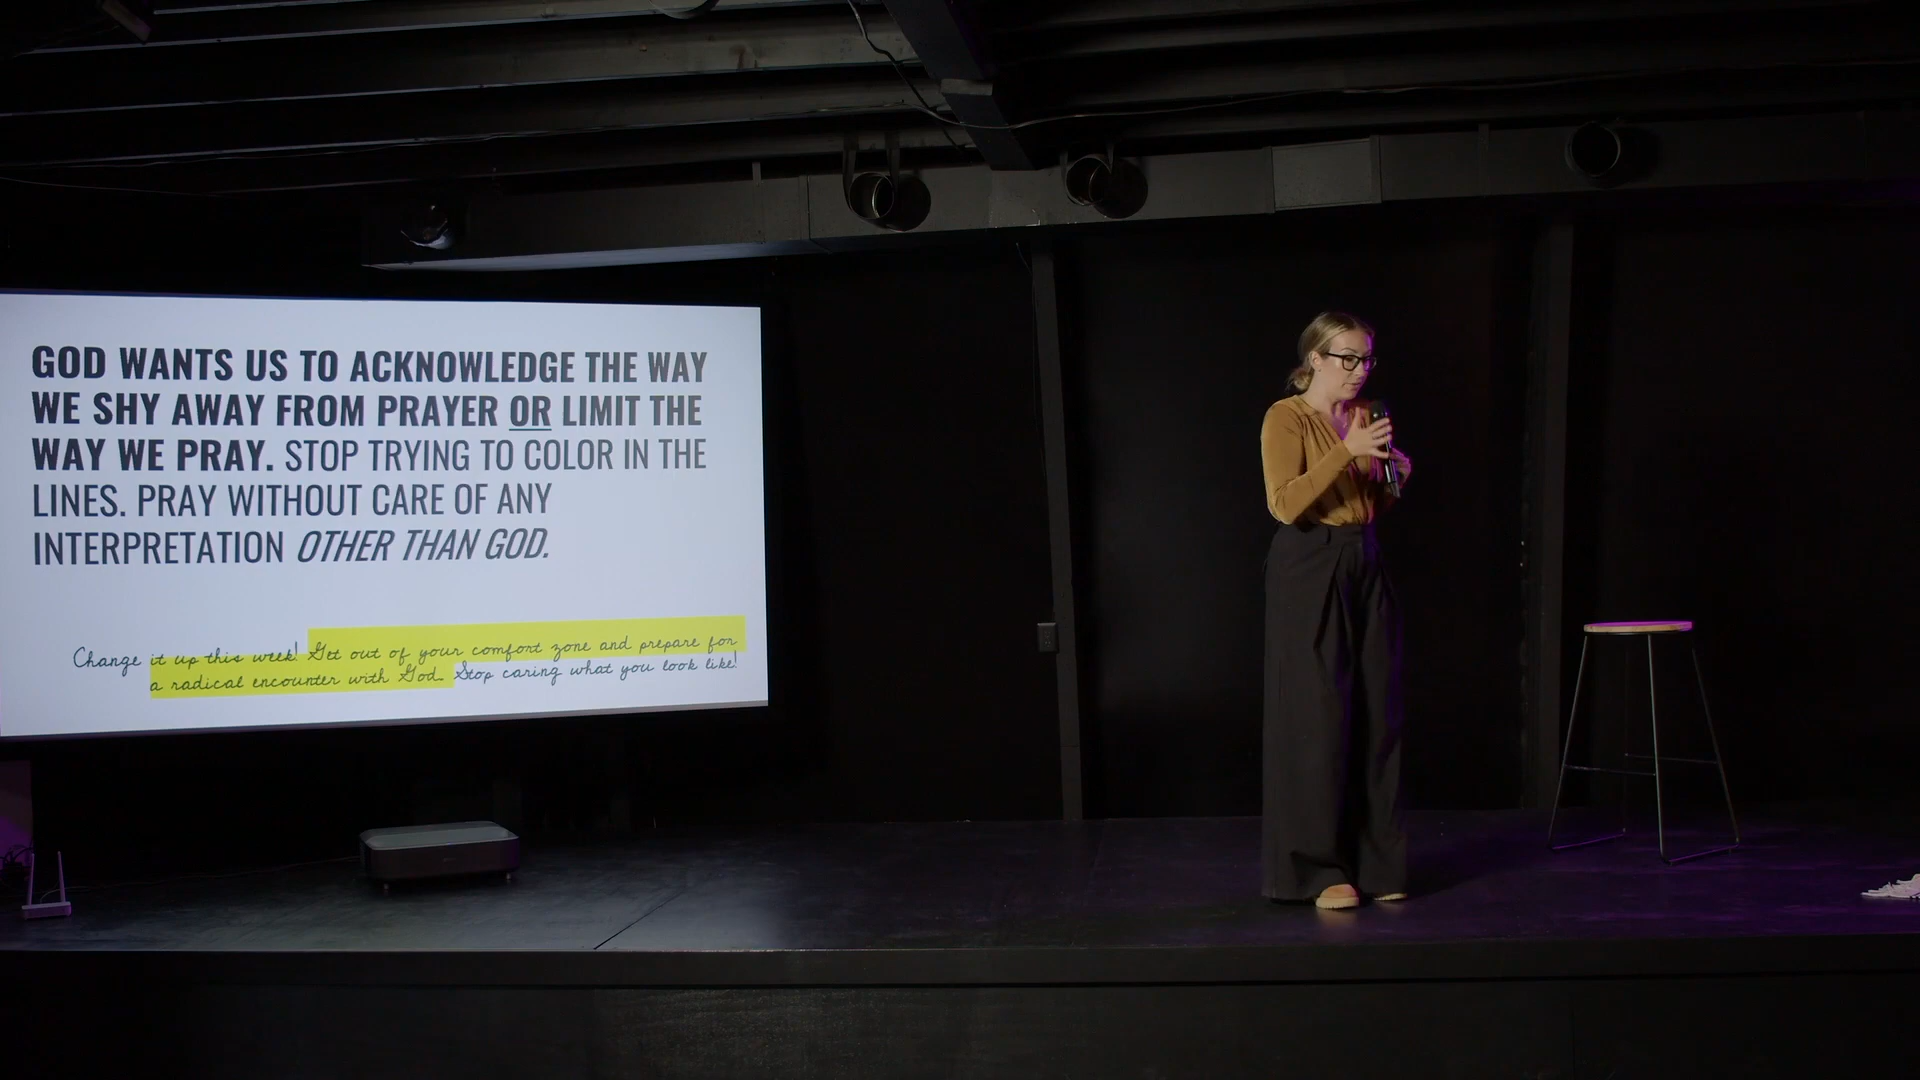 GOD WANTS US TO ACKNOWLEDGE THE WAY
WE SHY AWAY FROM PRAYER OR LIMIT THE
WAY WE PRAY. STOP TRYING TO COLOR IN THE
LINES. PRAY WITHOUT CARE OF ANY
INTERPRETATION OTHER THAN GOD.
Change it up this week! Get out of your comfort zone and prepare for
a radical encounter with God. Stop caring what you look like!